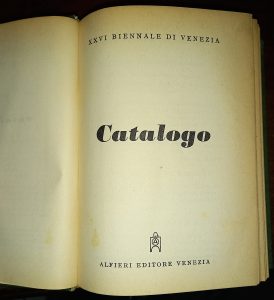 XXVI BIENNALE DI VENEZIA
Catalogo
ALFIERI EDITORE VENEZIA